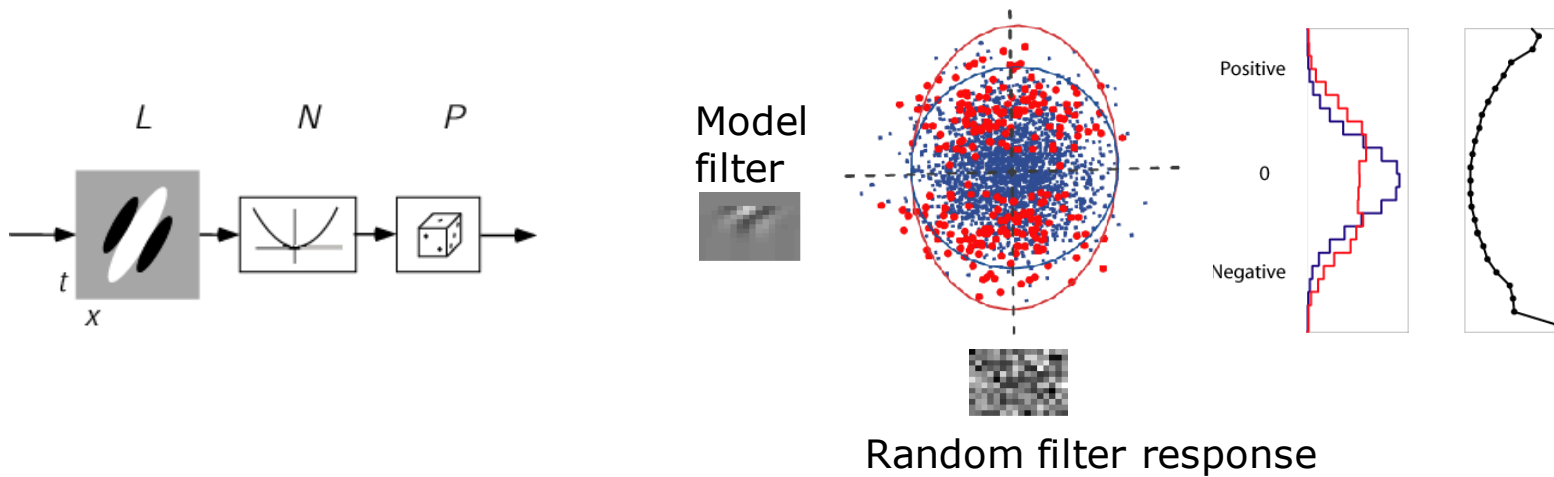 L N P
t
x
Model
filter
Positive
0
Negative
Random filter response